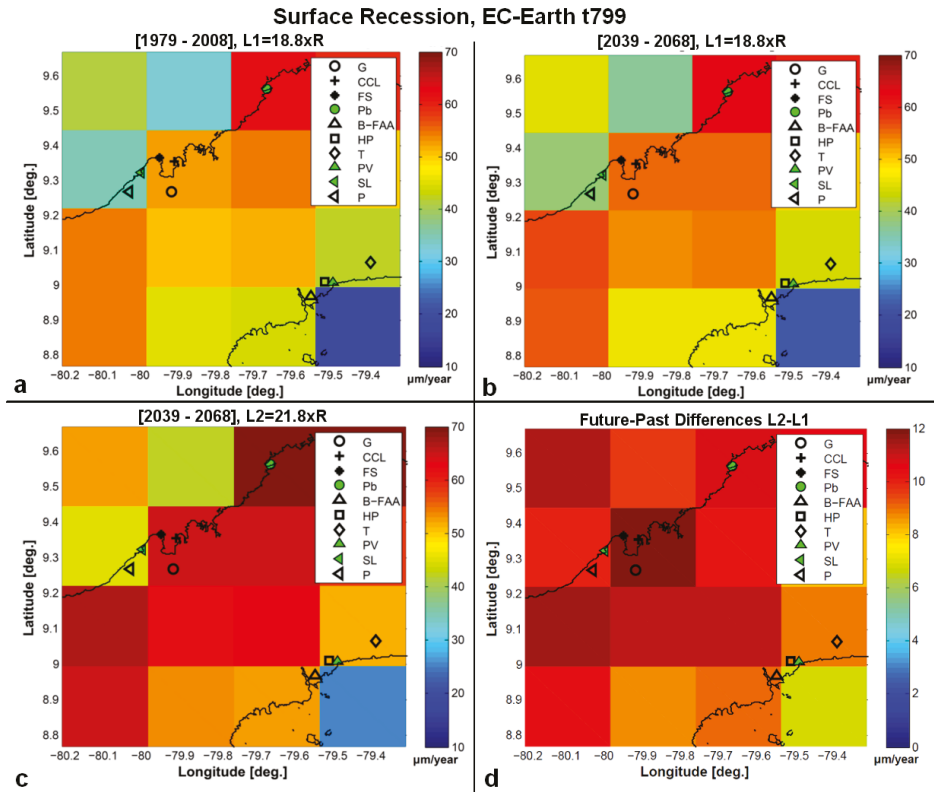 Surface Recession, EC-Earth t799
[1979 - 2008], L1=18.8xR
Latitude [deg.]
9.6
9.5
9.4
9.3
9.2
9.1
9
8.9
8.8
G
CCL
FS
Pb
B-FAA
HP
T
PV
SL
P
70
60
50
40
30
20
10
−80.2 −80.1 −80 −79.9 −79.8 −79.7 −79.6 −79.5 −79.4
Longitude [deg.]
µm/year
a
[2039 - 2068], L1=18.8xR
Latitude [deg.]
9.6
9.5
9.4
9.3
9.2
9.1
9
8.9
8.8
G
CCL
FS
Pb
B−FAA
HP
T
PV
SL
P
70
60
50
40
30
20
10
−80.2 −80.1 −80 −79.9 −79.8 −79.7 −79.6 −79.5 −79.4
Longitude [deg.]
µm/year
b
[2039 - 2068], L2=21.8xR
Latitude [deg.]
9.6
9.5
9.4
9.3
9.2
9.1
9
8.9
8.8
G
CCL
FS
Pb
B−FAA
HP
T
PV
SL
P
70
60
50
40
30
20
10
−80.2 −80.1 −80 −79.9 −79.8 −79.7 −79.6 −79.5 −79.4
Longitude [deg.]
µm/year
c
Future-Past Differences L2-L1
Latitude [deg.]
9.6
9.5
9.4
9.3
9.2
9.1
9
8.9
8.8
G
CCL
FS
Pb
B−FAA
HP
T
PV
SL
P
12
10
8
6
4
2
0
−80.2 −80.1 −80 −79.9 −79.8 −79.7 −79.6 −79.5 −79.4
Longitude [deg.]
µm/year
d